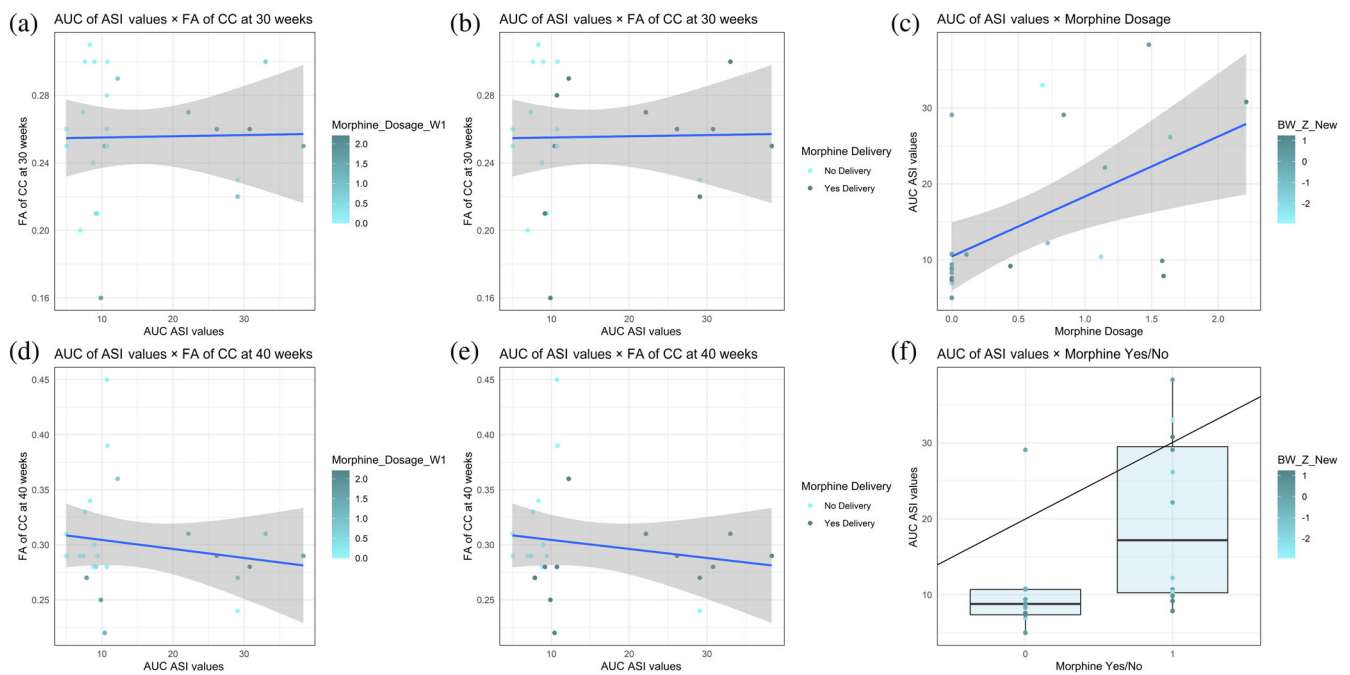 (a)
AUC of ASI values × FA of CC at 30 weeks
FA of CC at 30 weeks
0.28
0.24
0.20
0.16
10
20
30
AUC ASI values
Morphine_Dosage_W1
2.0
1.5
1.0
0.5
0.0
(b)
AUC of ASI values × FA of CC at 30 weeks
FA of CC at 30 weeks
0.28
0.24
0.20
0.16
10
20
30
AUC ASI values
Morphine Delivery
No Delivery
Yes Delivery
(c)
AUC of ASI values × Morphine Dosage
AUC ASI values
30
20
10
0.0
0.5
1.0
1.5
2.0
Morphine Dosage
BW_Z_New
1
0
-1
-2
(d)
AUC of ASI values × FA of CC at 40 weeks
FA of CC at 40 weeks
0.45
0.40
0.35
0.30
0.25
10
20
30
AUC ASI values
Morphine_Dosage_W1
2.0
1.5
1.0
0.5
0.0
(e)
AUC of ASI values × FA of CC at 40 weeks
FA of CC at 40 weeks
0.45
0.40
0.35
0.30
0.25
10
20
30
AUC ASI values
Morphine Delivery
No Delivery
Yes Delivery
(f)
AUC of ASI values × Morphine Yes/No
AUC ASI values
30
20
10
0
1
Morphine Yes/No
BW_Z_New
1
0
-1
-2